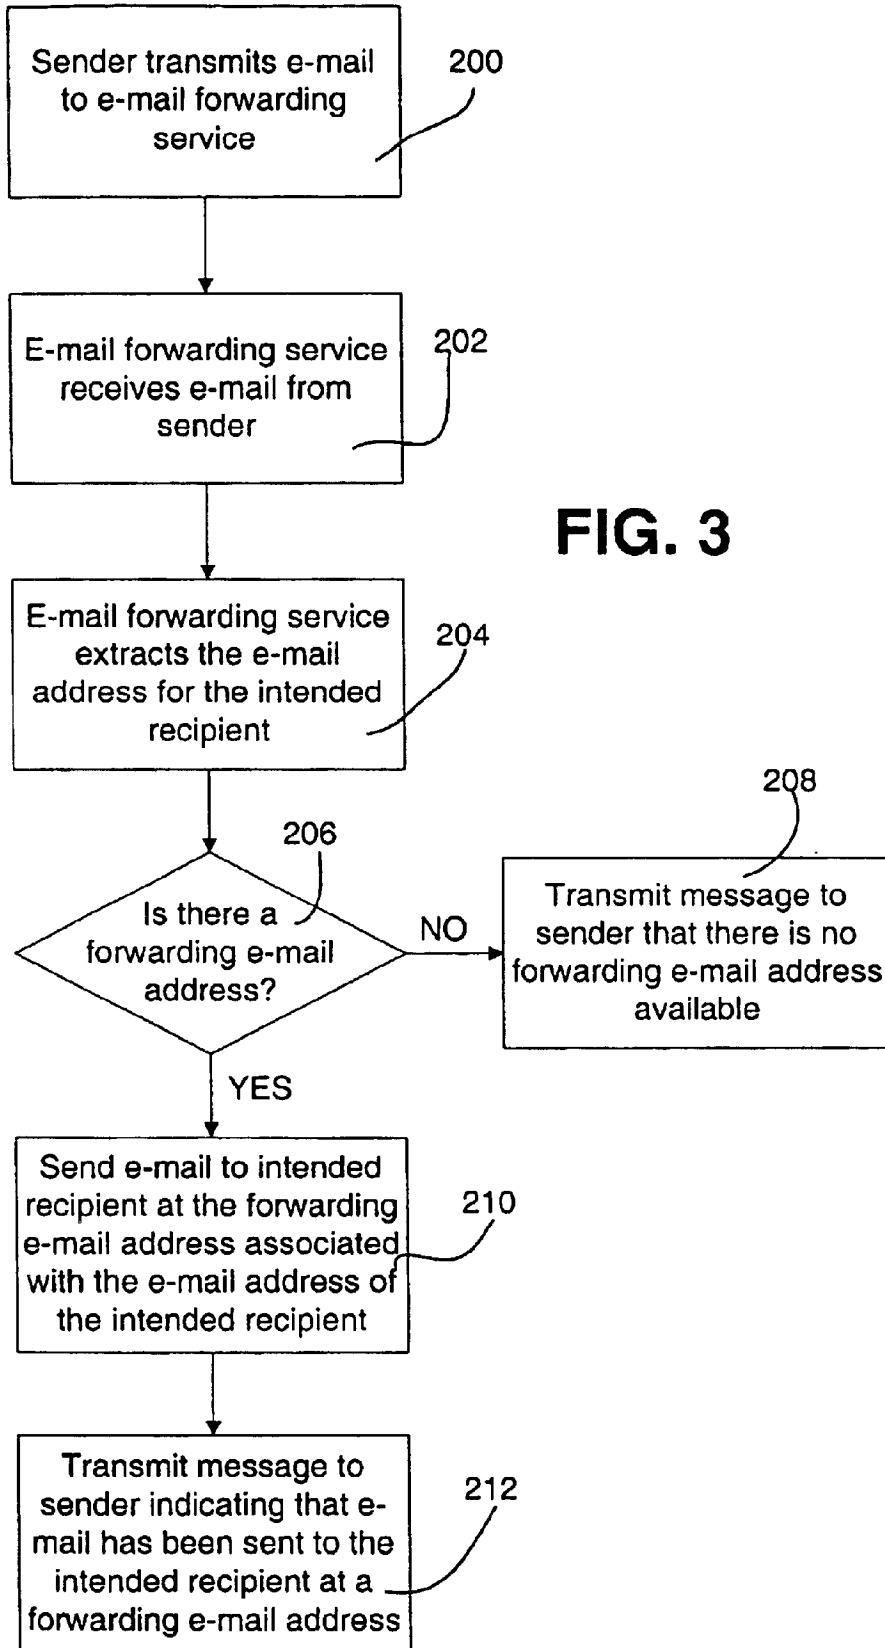 Sender transmits e-mail
to e-mail forwarding
service
200
E-mail forwarding service
receives e-mail from
sender
202
FIG. 3
E-mail forwarding service
extracts the e-mail
address for the intended
recipient
204
206
Is there a
forwarding e-mail
address?
NO
208
Transmit message to
sender that there is no
forwarding e-mail address
available
YES
Send e-mail to intended
recipient at the forwarding
e-mail address associated
with the e-mail address of
the intended recipient
210
Transmit message to
sender indicating that e-
mail has been sent to the
intended recipient at a
forwarding e-mail address
212